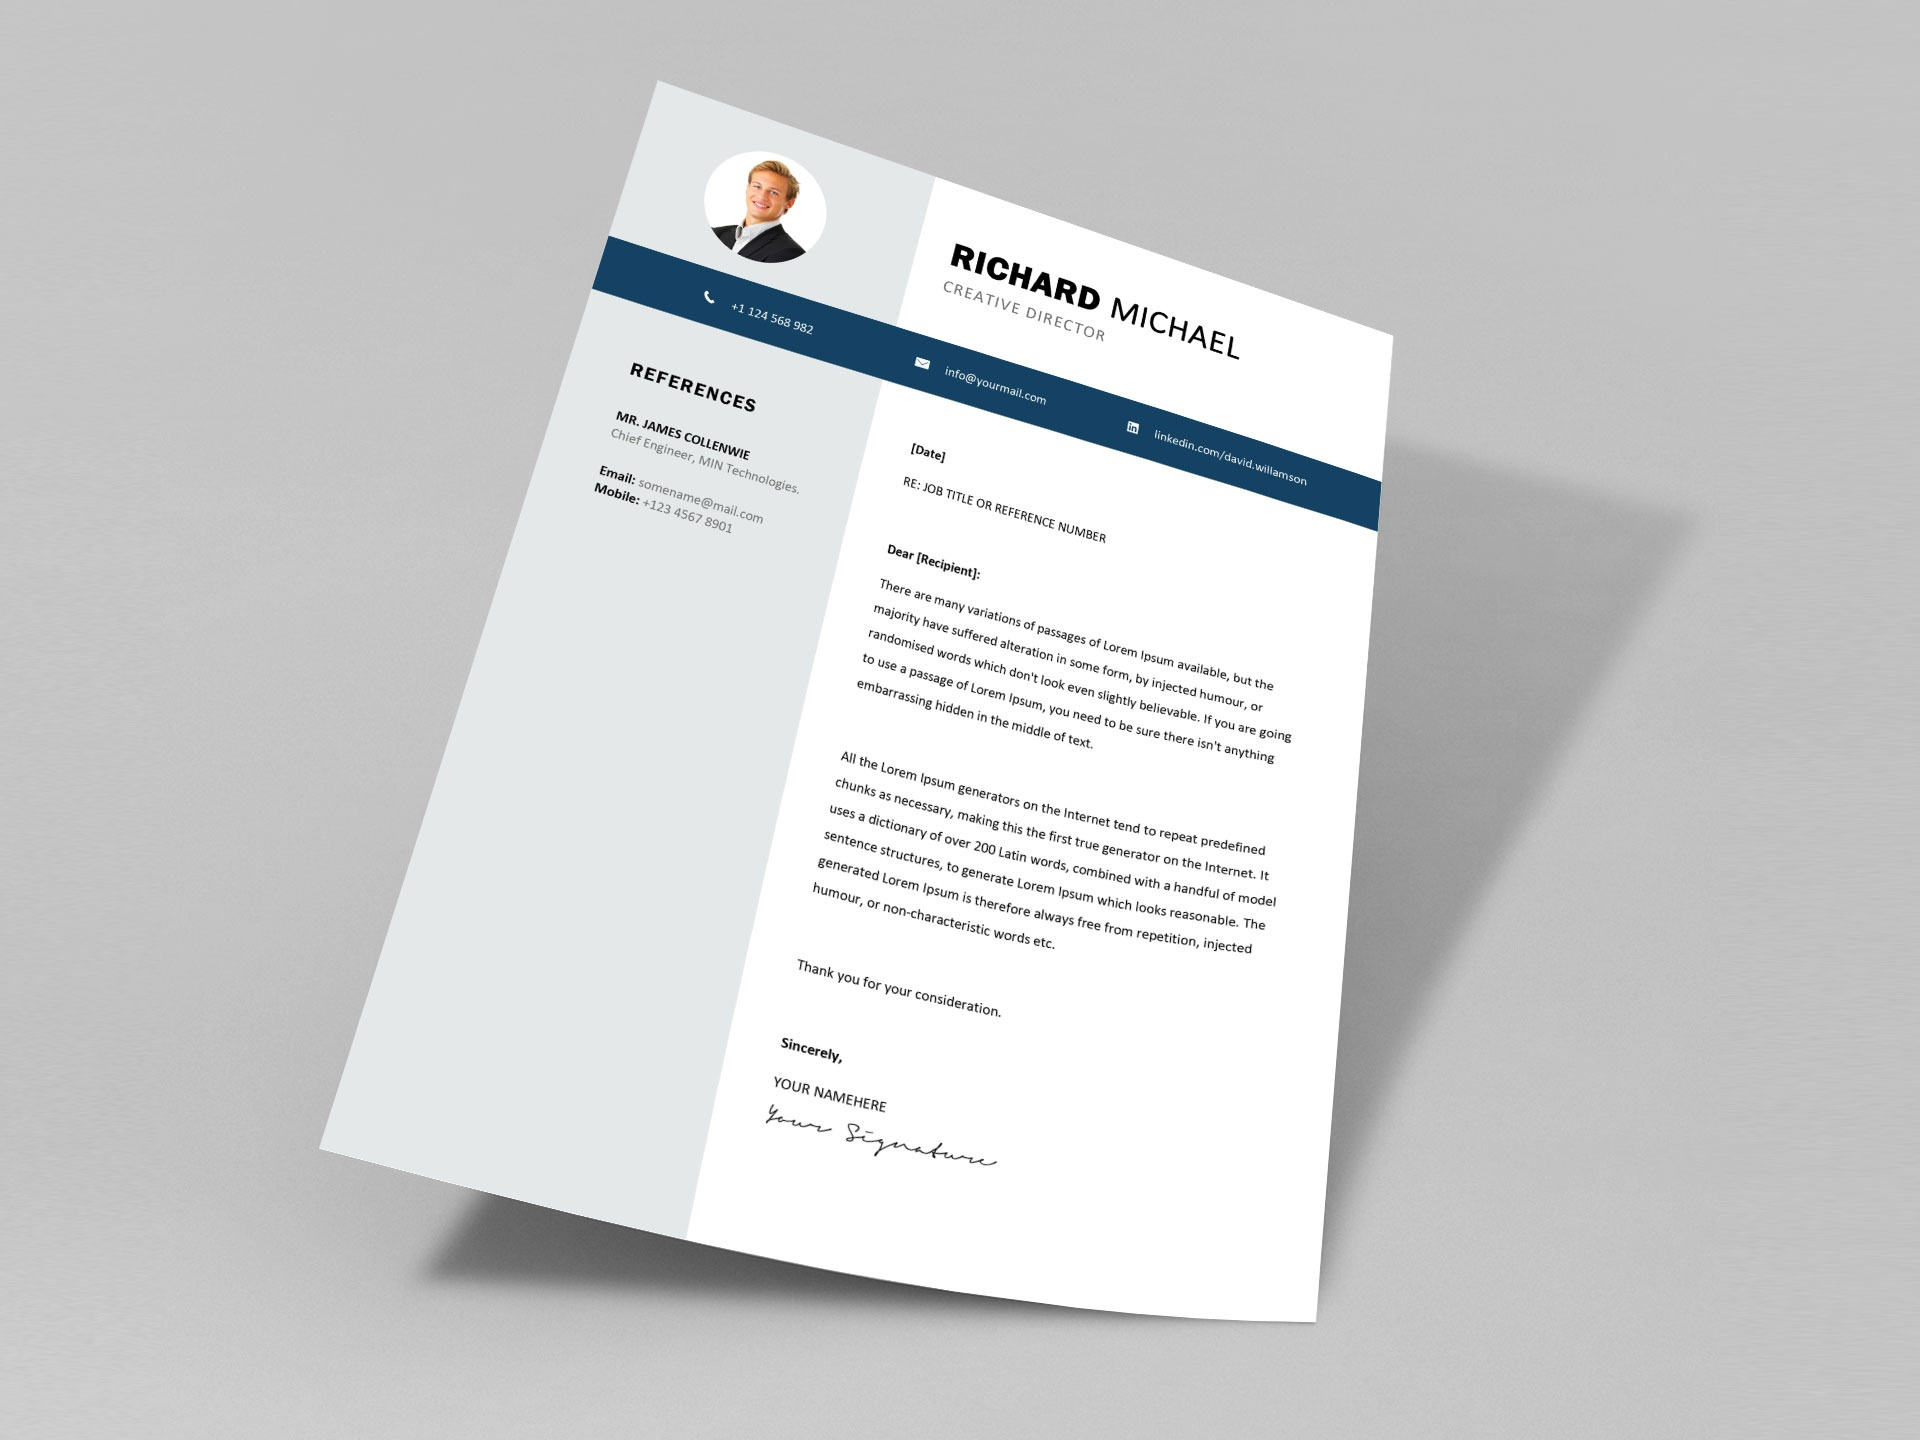 RICHARD MICHAEL
CREATIVE DIRECTOR
+1 124 568 982
info@yourmail.com
linkedin.com/david.willamson
REFERENCES
MR. JAMES COLLENWIE
Chief Engineer, MIN Technologies.
Email: somename@mail.com
Mobile: +123 4567 8901
[Date]
RE: JOB TITLE OR REFERENCE NUMBER
Dear [Recipient]:
There are many variations of passages of Lorem Ipsum available, but the
majority have suffered alteration in some form, by injected humour, or
randomised words which don't look even slightly believable. If you are going
to use a passage of Lorem Ipsum, you need to be sure there isn't anything
embarrassing hidden in the middle of text.
All the Lorem Ipsum generators on the Internet tend to repeat predefined
chunks as necessary, making this the first true generator on the Internet. It
uses a dictionary of over 200 Latin words, combined with a handful of model
sentence structures, to generate Lorem Ipsum which looks reasonable. The
generated Lorem Ipsum is therefore always free from repetition, injected
humour, or non-characteristic words etc.
Thank you for your consideration.
Sincerely,
YOUR NAMEHERE
Your Signature